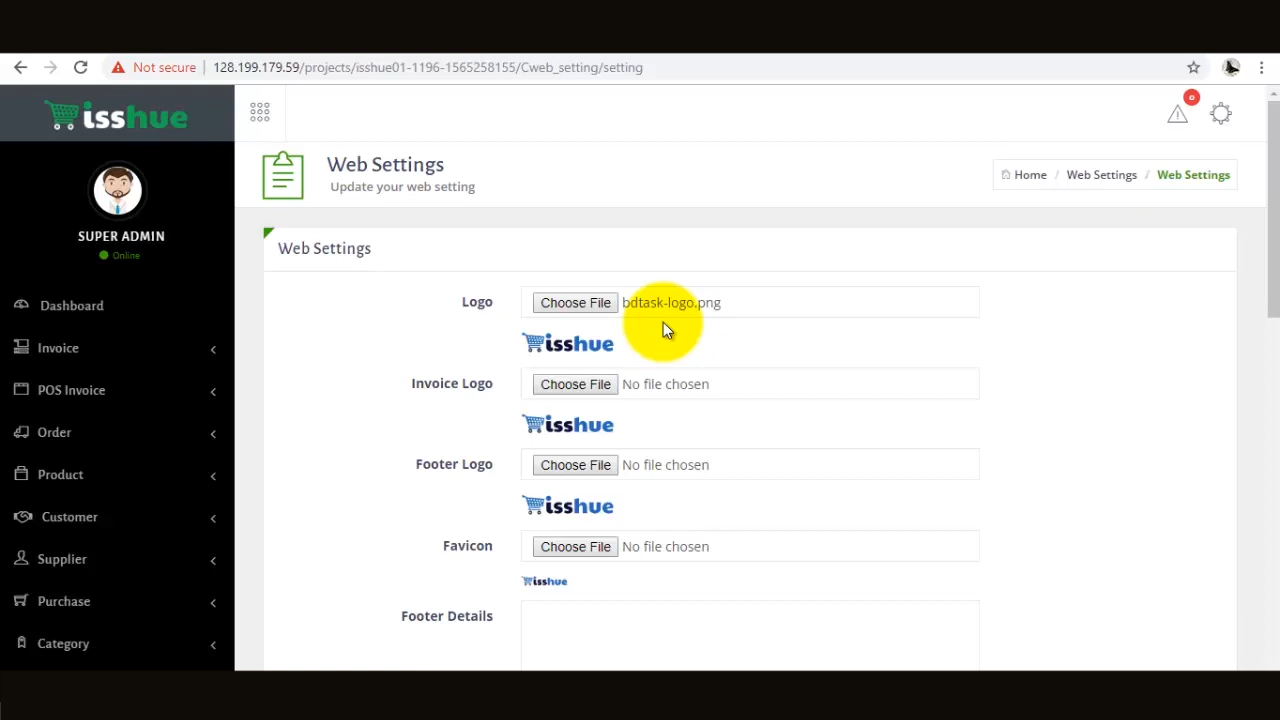 Not secure | 128.199.179.59/projects/isshue01-1196-1565258155/Cweb_setting/setting
isshue
0
Web Settings
Update your web setting
Home / Web Settings / Web Settings
SUPER ADMIN
Online
Dashboard
Invoice
POS Invoice
Order
Product
Customer
Supplier
Purchase
Category
Web Settings
Logo Choose File bdtask-logo.png
isshue
Invoice Logo Choose File No file chosen
isshue
Footer Logo Choose File No file chosen
isshue
Favicon Choose File No file chosen
isshue
Footer Details